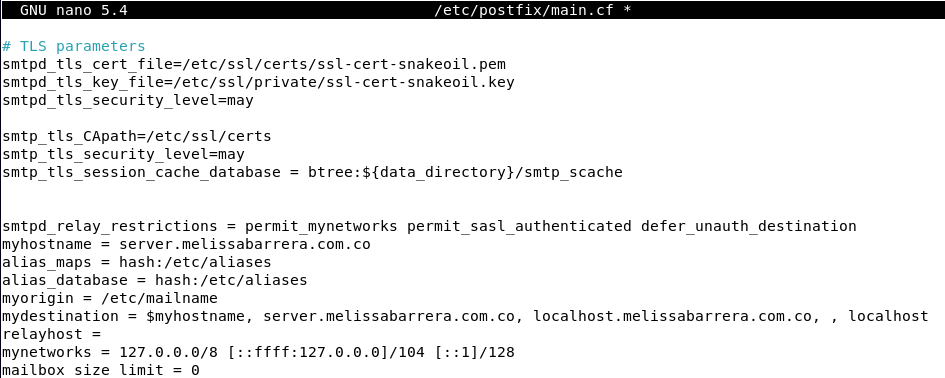 GNU nano 5.4 /etc/postfix/main.cf *
# TLS parameters
smtpd_tls_cert_file=/etc/ssl/certs/ssl-cert-snakeoil.pem
smtpd_tls_key_file=/etc/ssl/private/ssl-cert-snakeoil.key
smtpd_tls_security_level=may
smtp_tls_CApath=/etc/ssl/certs
smtp_tls_security_level=may
smtp_tls_session_cache_database = btree:${data_directory}/smtp_scache
smtpd_relay_restrictions = permit_mynetworks permit_sasl_authenticated defer_unauth_destination
myhostname = server.melissabarrera.com.co
alias_maps = hash:/etc/aliases
alias_database = hash:/etc/aliases
myorigin = /etc/mailname
mydestination = $myhostname, server.melissabarrera.com.co, localhost.melissabarrera.com.co, , localhost
relayhost =
mynetworks = 127.0.0.0/8 [::ffff:127.0.0.0]/104 [::1]/128
mailbox size limit = 0